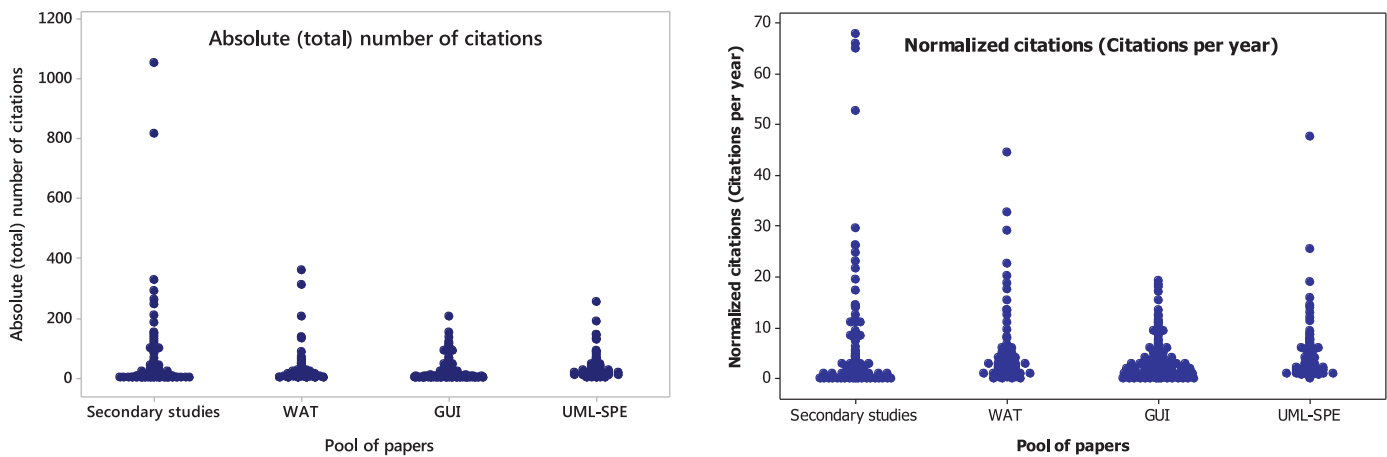 Absolute (total) number of citations
Absolute (total) number of citations
1200
1000
800
600
400
200
0
Secondary studies WAT GUI UML-SPE
Pool of papers
Normalized citations (Citations per year)
Normalized citations (Citations per year)
70
60
50
40
30
20
10
0
Secondary studies WAT GUI UML-SPE
Pool of papers